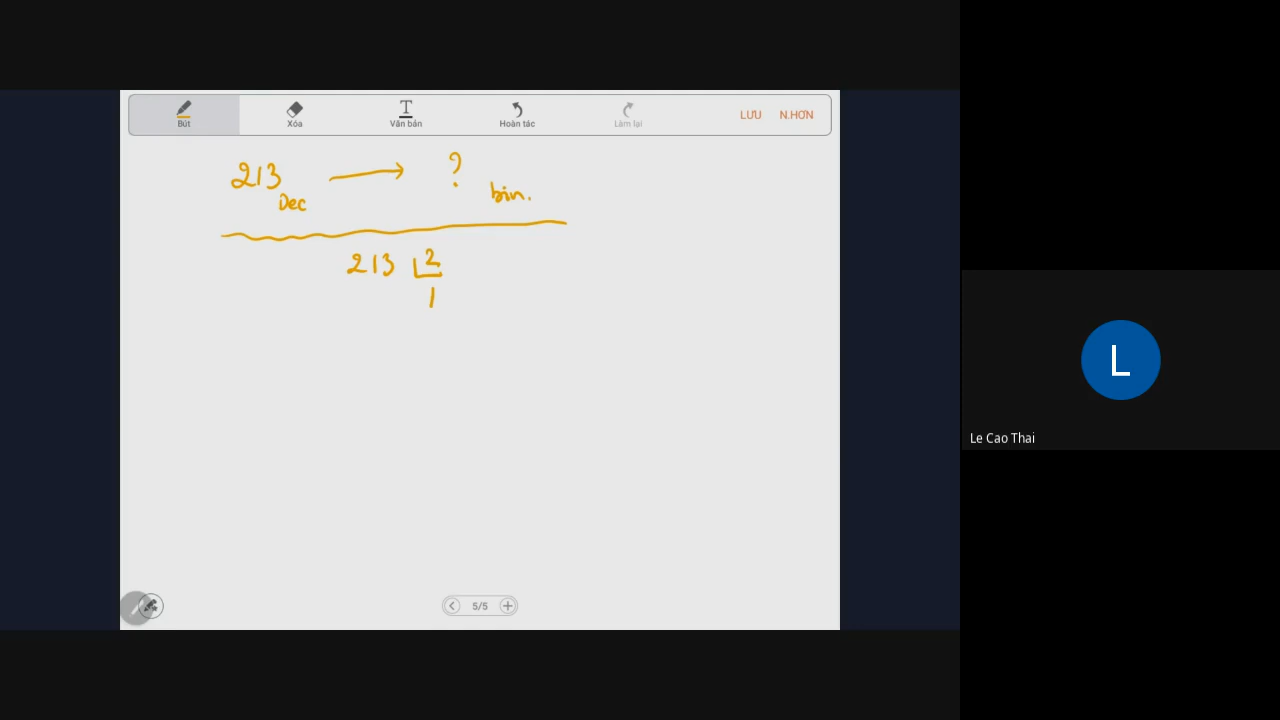 Bút Xóa Văn bản Hoàn tác Làm lại LƯU N.HƠN
213 Dec → ? bin.
213 2
1
L
Le Cao Thai
5/5